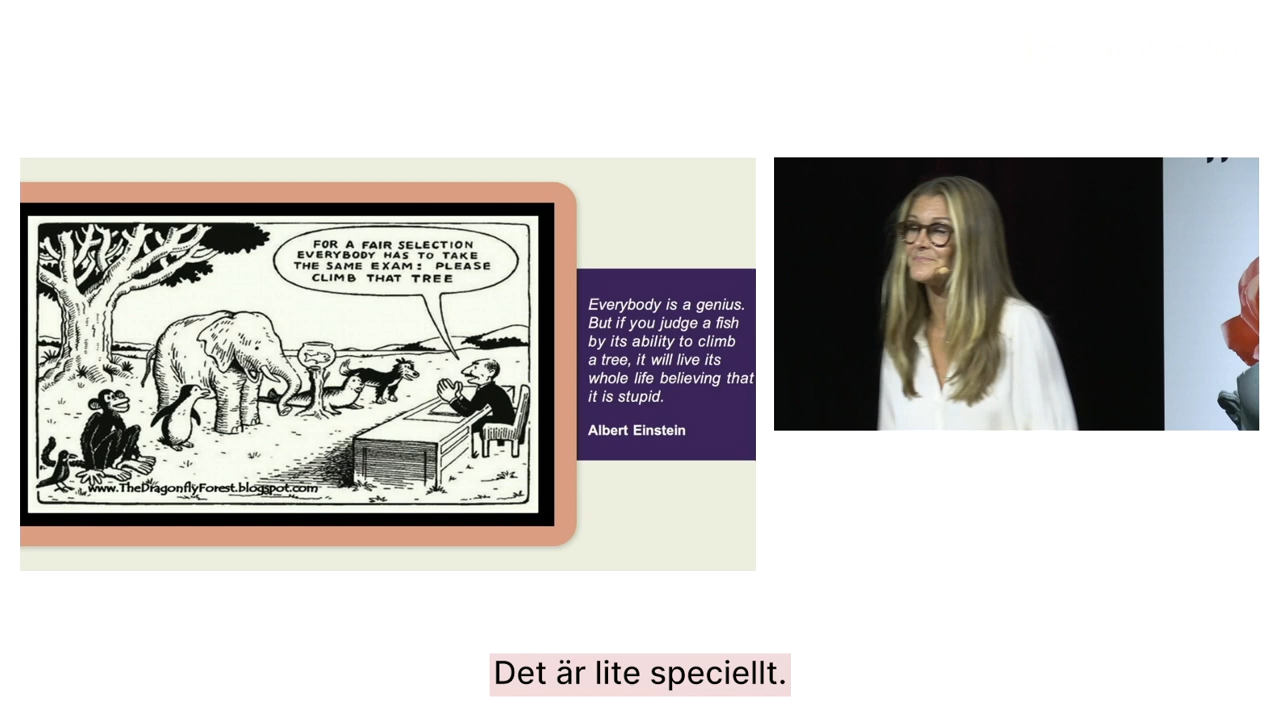 FOR A FAIR SELECTION
EVERYBODY HAS TO TAKE
THE SAME EXAM: PLEASE
CLIMB THAT TREE
www.TheDragonflyForest.blogspot.com
Everybody is a genius.
But if you judge a fish
by its ability to climb
a tree, it will live its
whole life believing that
it is stupid.
Albert Einstein
Det är lite speciellt.